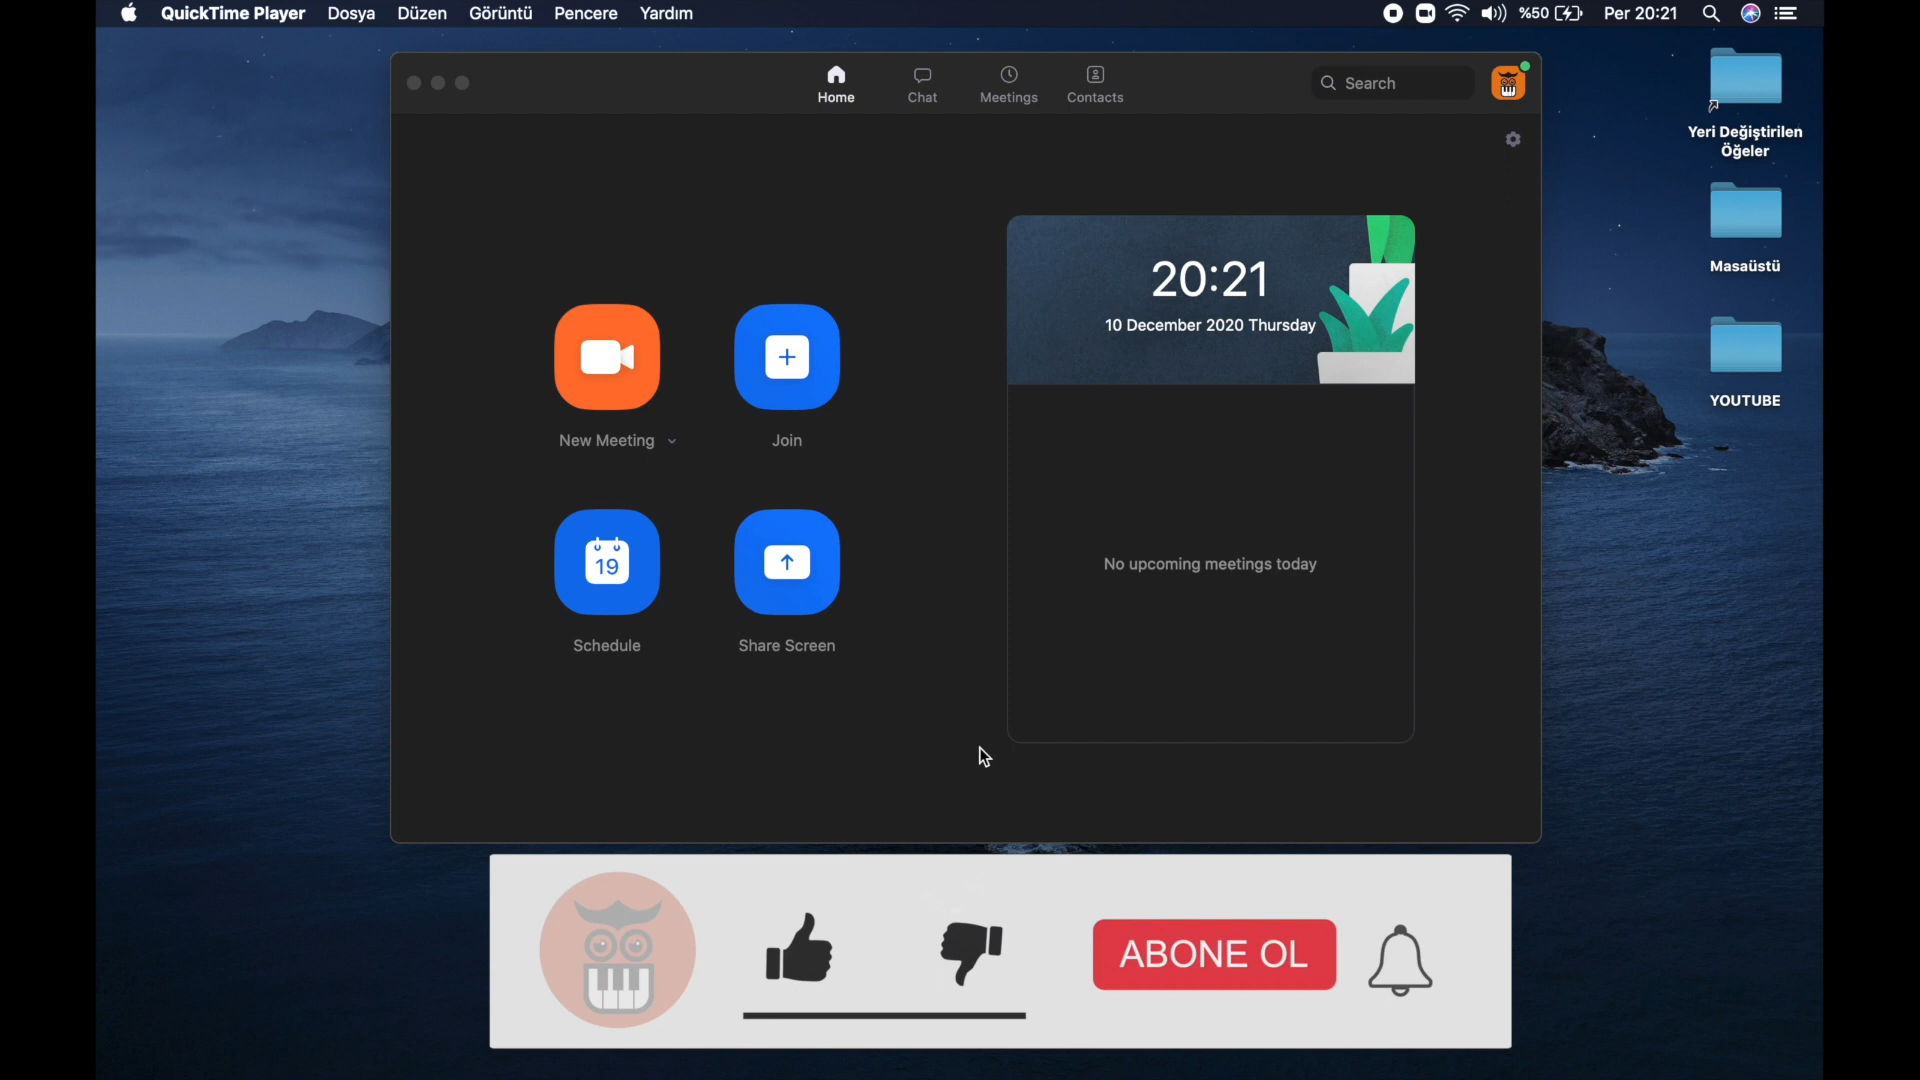 QuickTime Player Dosya Düzen Görüntü Pencere Yardım %50 Per 20:21
Home Chat Meetings Contacts Search
Yeri Değiştirilen
Öğeler
Masaüstü
YOUTUBE
20:21
10 December 2020 Thursday
New Meeting Join
19
Schedule Share Screen
No upcoming meetings today
ABONE OL